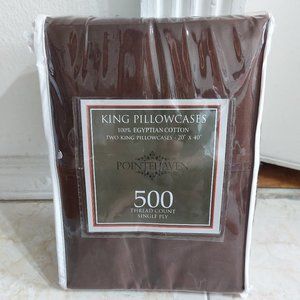 KING PILLOWCASES
100% EGYPTIAN COTTON
TWO KING PILLOWCASES - 20" X 40"
POINTEHAVEN
500
THREAD COUNT
SINGLE PLY